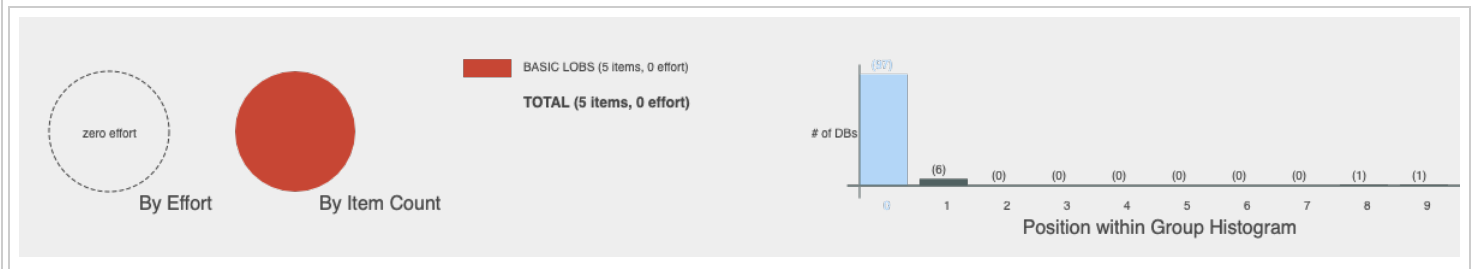 zero effort
By Effort
By Item Count
BASIC LOBS (5 items, 0 effort)
TOTAL (5 items, 0 effort)
# of DBs
(97)
(6)
(0)
(0)
(0)
(0)
(0)
(0)
(1)
(1)
0 1 2 3 4 5 6 7 8 9
Position within Group Histogram